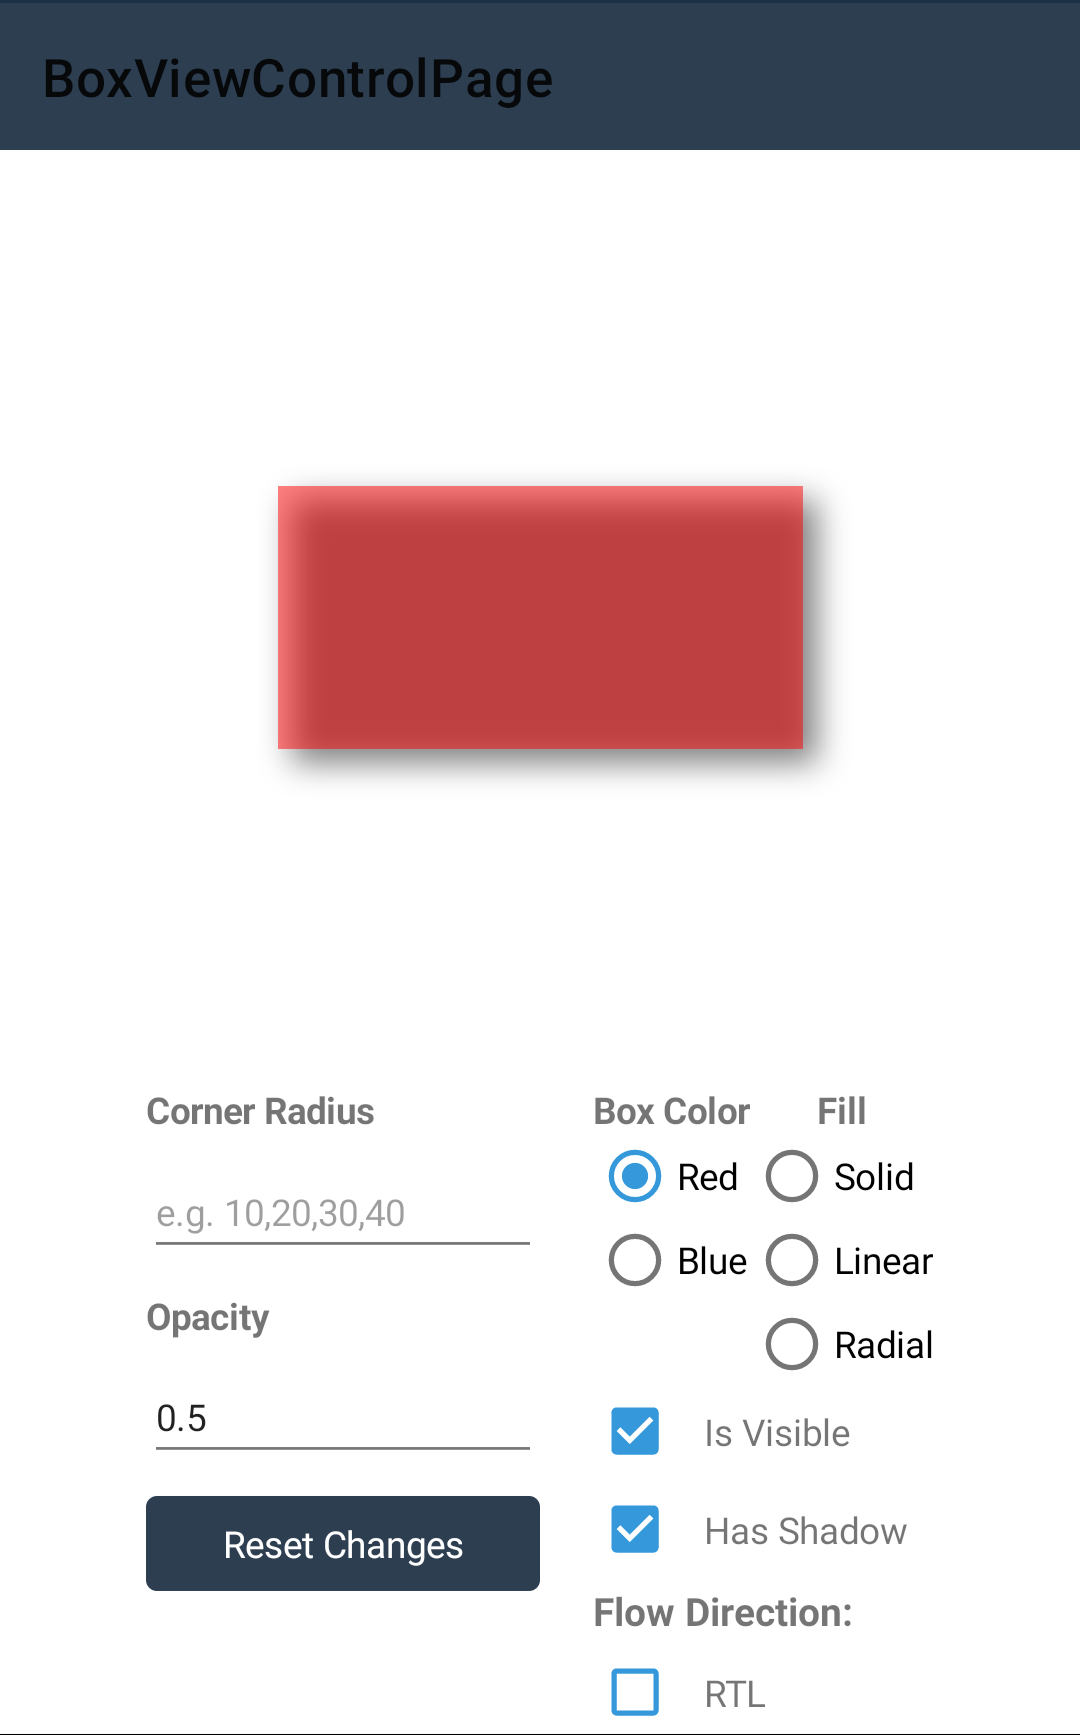 BoxViewControlPage
Corner Radius
e.g. 10,20,30,40
Opacity
0.5
Reset Changes
Box Color
Fill
Red
Solid
Blue
Linear
Radial
Is Visible
Has Shadow
Flow Direction:
RTL